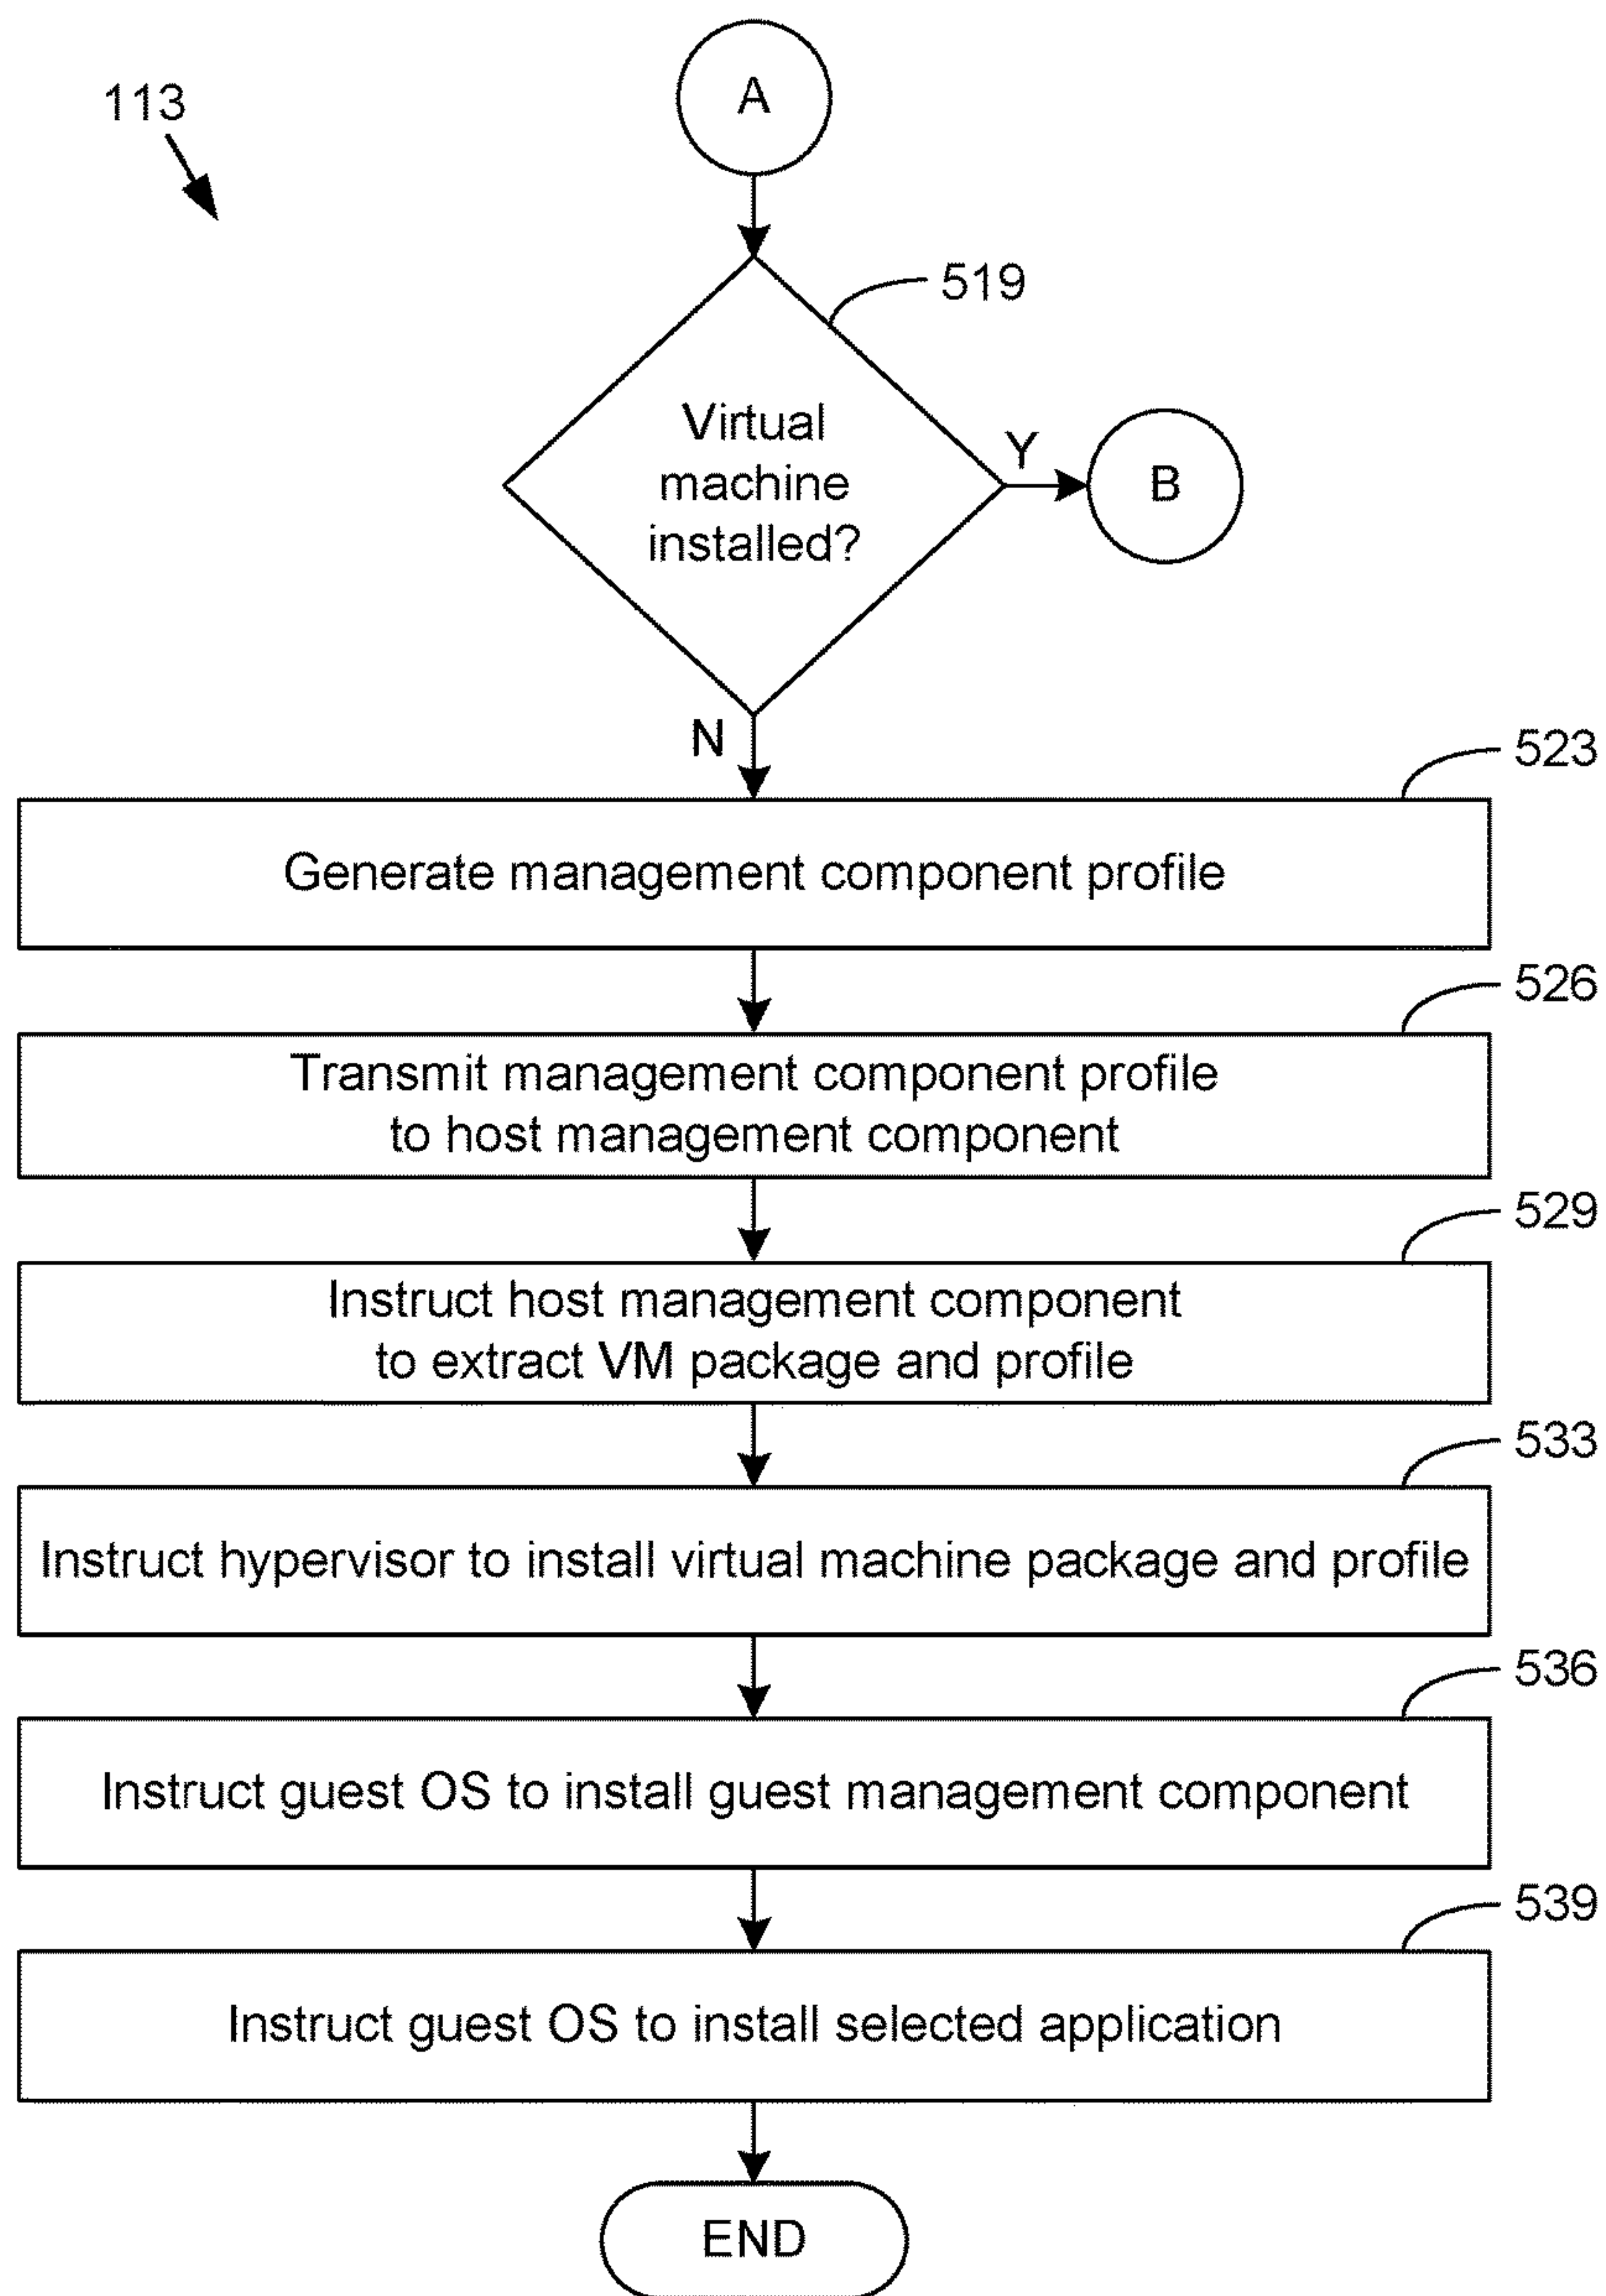 A
113
519
Virtual
machine
installed?
Y
B
N
523
Generate management component profile
526
Transmit management component profile
to host management component
529
Instruct host management component
to extract VM package and profile
533
Instruct hypervisor to install virtual machine package and profile
536
Instruct guest OS to install guest management component
539
Instruct guest OS to install selected application
END